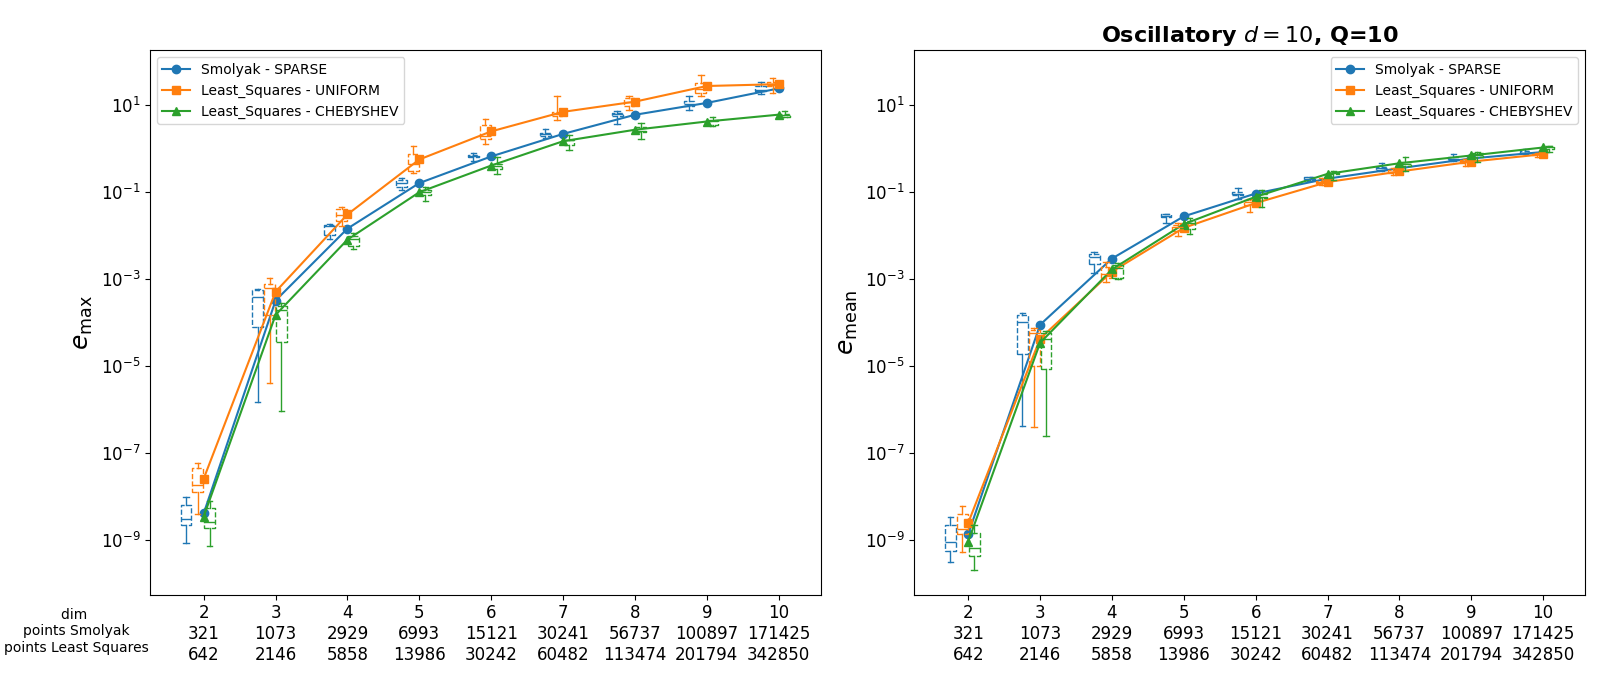 Oscillatory d = 10, Q=10
Smolyak - SPARSE
Least_Squares - UNIFORM
Least_Squares - CHEBYSHEV
10¹
10⁻¹
10⁻³
10⁻⁵
10⁻⁷
10⁻⁹
e_max
2 3 4 5 6 7 8 9 10
321 1073 2929 6993 15121 30241 56737 100897 171425
642 2146 5858 13986 30242 60482 113474 201794 342850
dim
points Smolyak
points Least Squares
Smolyak - SPARSE
Least_Squares - UNIFORM
Least_Squares - CHEBYSHEV
10¹
10⁻¹
10⁻³
10⁻⁵
10⁻⁷
10⁻⁹
e_mean
2 3 4 5 6 7 8 9 10
321 1073 2929 6993 15121 30241 56737 100897 171425
642 2146 5858 13986 30242 60482 113474 201794 342850